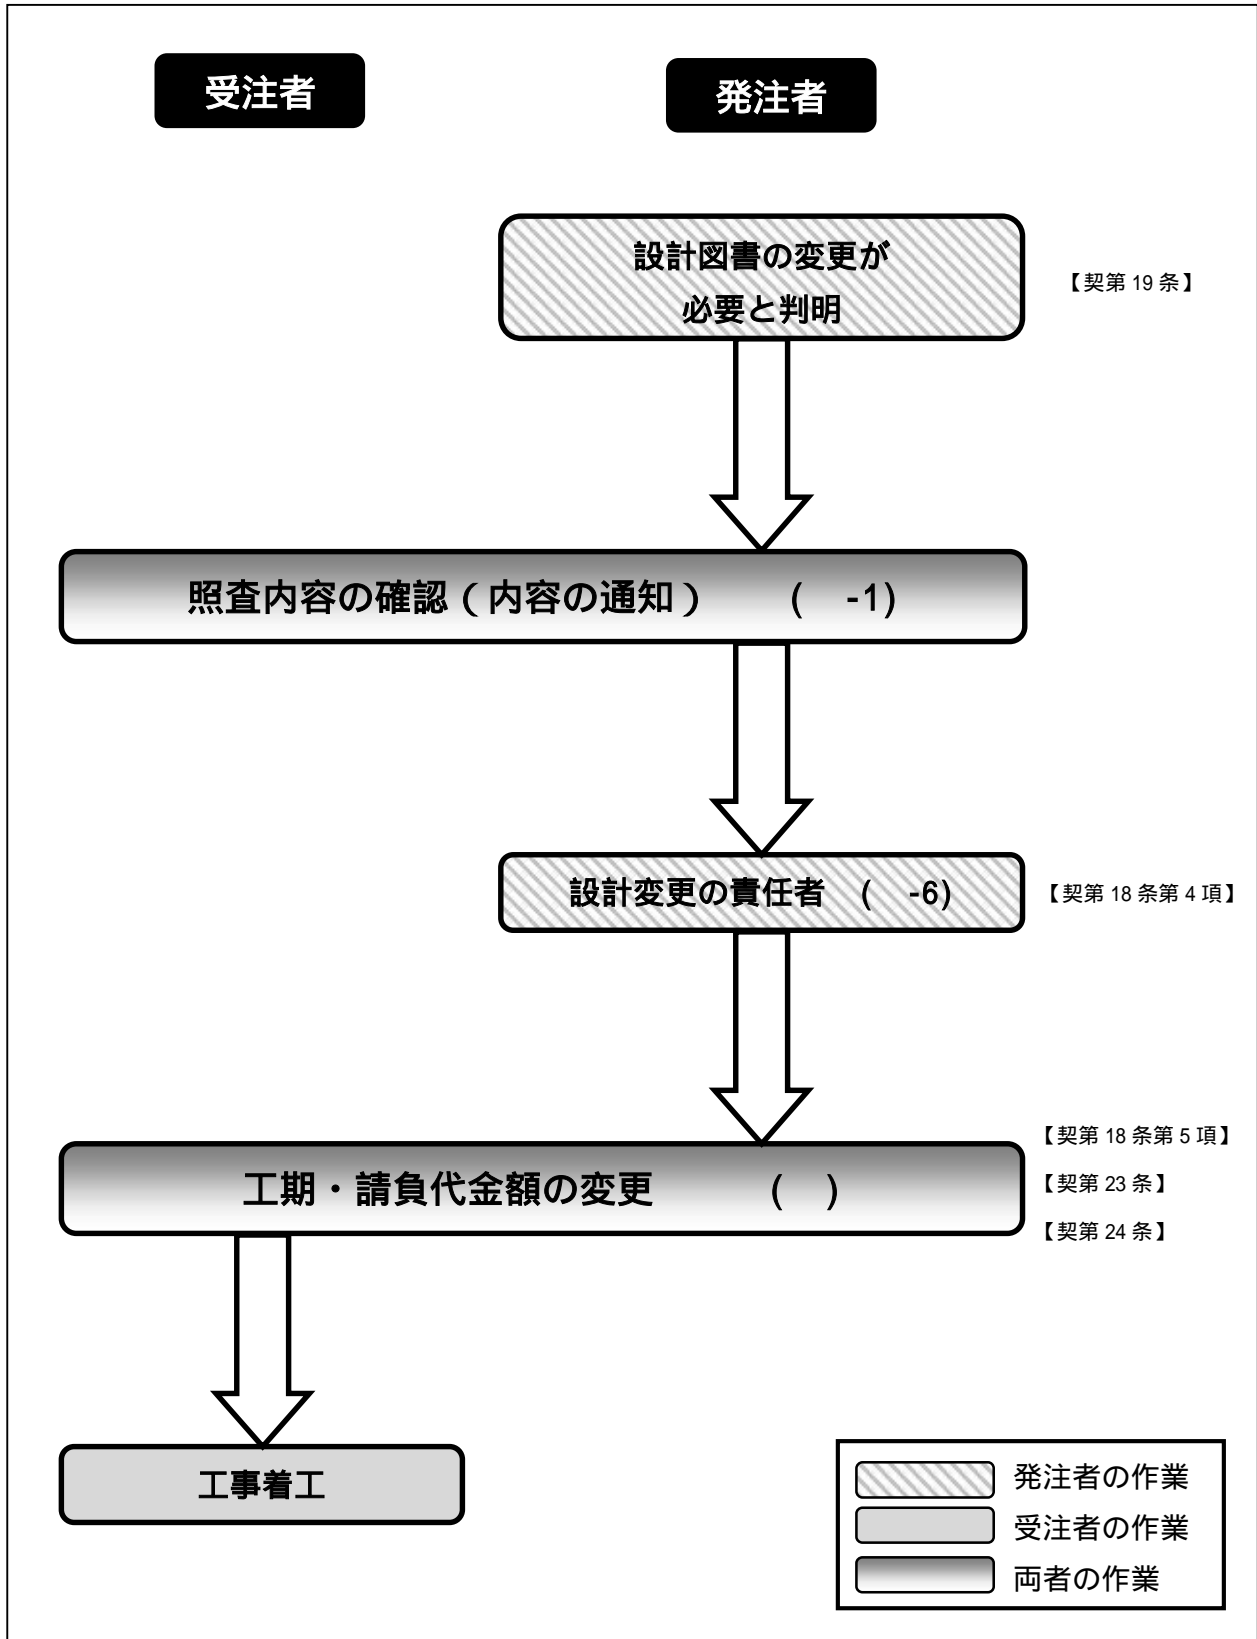 受注者
発注者
設計図書の変更が
必要と判明
【契第 19 条】
照査内容の確認（内容の通知） ( -1)
設計変更の責任者 ( -6)
【契第 18 条第 4 項】
工期・請負代金額の変更 ( )
【契第 18 条第 5 項】
【契第 23 条】
【契第 24 条】
工事着工
発注者の作業
受注者の作業
両者の作業